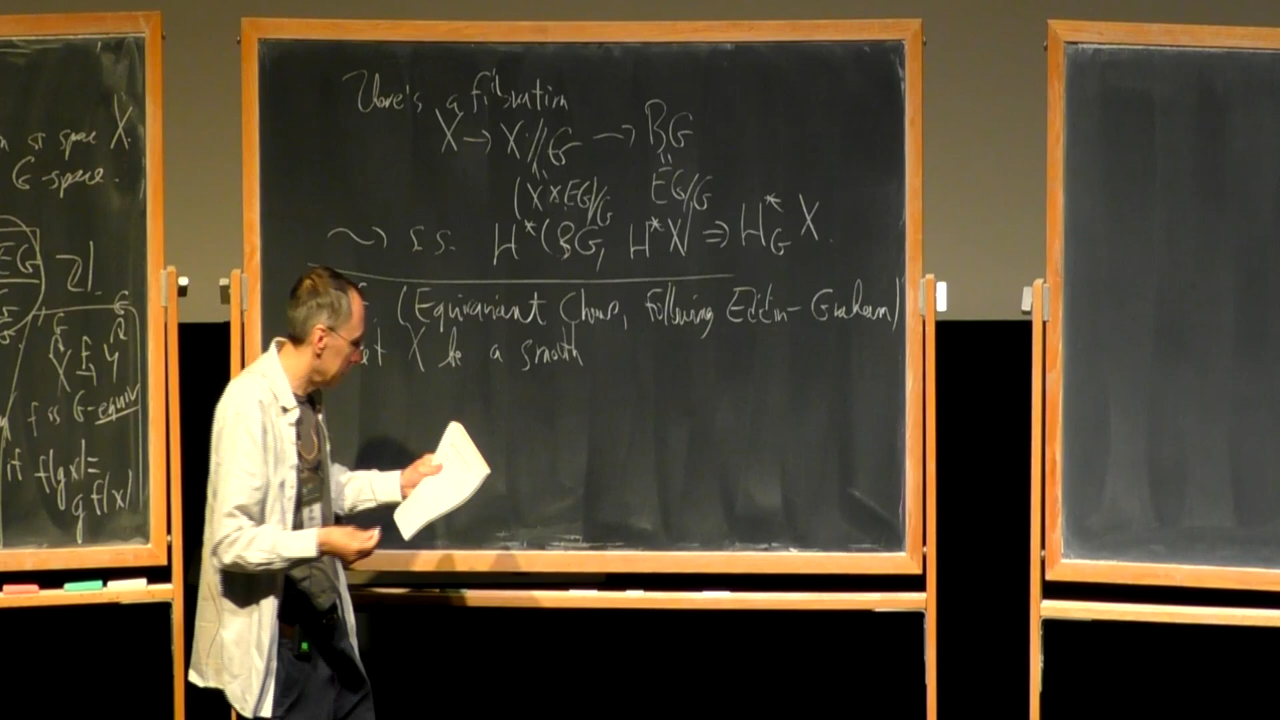 space X.
G-space.
EG
f is G-equiv
if f(gx)=
g f(x)
There's a fibration
X → X//G → BG
(X×EG)/G EG/G
⇝ s.s. H*(BG, H*X) ⇒ H*_G X.
(Equivariant Chow, following Edidin-Graham)
Let X be a smooth